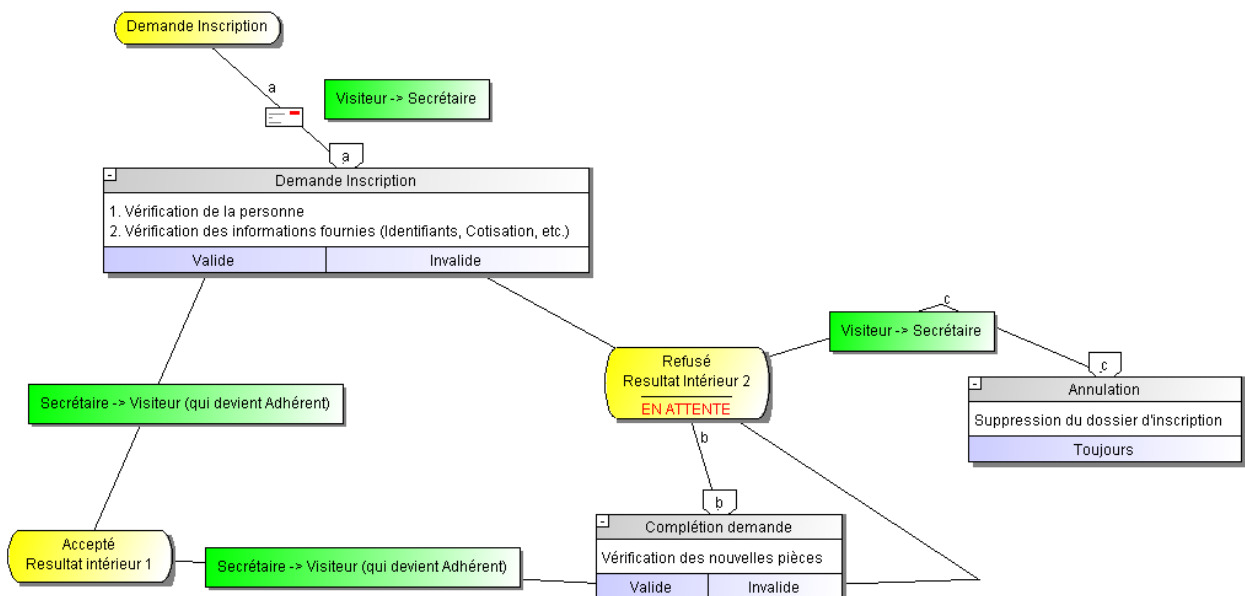 Demande Inscription
a
Visiteur -> Secrétaire
a
Demande Inscription
1. Vérification de la personne
2. Vérification des informations fournies (Identifiants, Cotisation, etc.)
Valide
Invalide
c
Visiteur -> Secrétaire
Refusé
Resultat Intérieur 2
EN ATTENTE
c
Annulation
Suppression du dossier d'inscription
Toujours
Secrétaire -> Visiteur (qui devient Adhérent)
b
b
Complétion demande
Vérification des nouvelles pièces
Valide
Invalide
Accepté
Resultat intérieur 1
Secrétaire -> Visiteur (qui devient Adhérent)